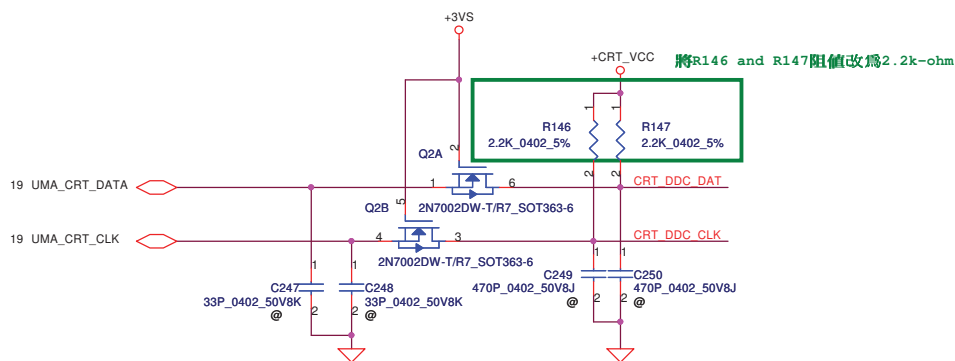 +3VS
+CRT_VCC
將R146 and R147阻值改為2.2k-ohm
1
1
R146
2.2K_0402_5%
R147
2.2K_0402_5%
2
Q2A
2
2
19 UMA_CRT_DATA
1
6
CRT_DDC_DAT
5
Q2B
2N7002DW-T/R7_SOT363-6
19 UMA_CRT_CLK
4
3
CRT_DDC_CLK
2N7002DW-T/R7_SOT363-6
1
1
1
1
C247
33P_0402_50V8K
@
2
C248
33P_0402_50V8K
@
2
C249
470P_0402_50V8J
@
2
C250
470P_0402_50V8J
@
2